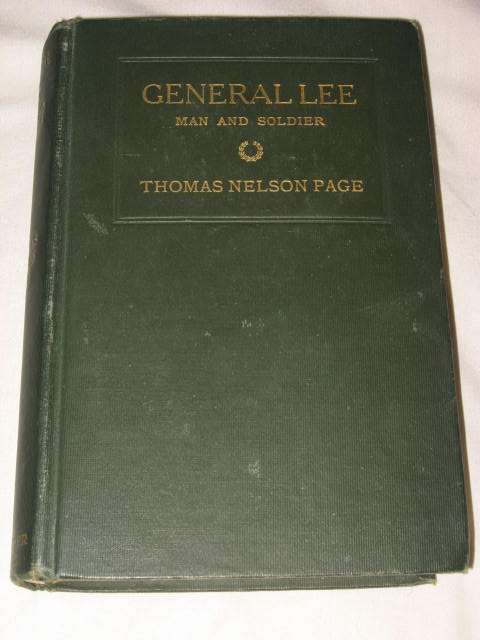 GENERAL LEE
MAN AND SOLDIER
THOMAS NELSON PAGE